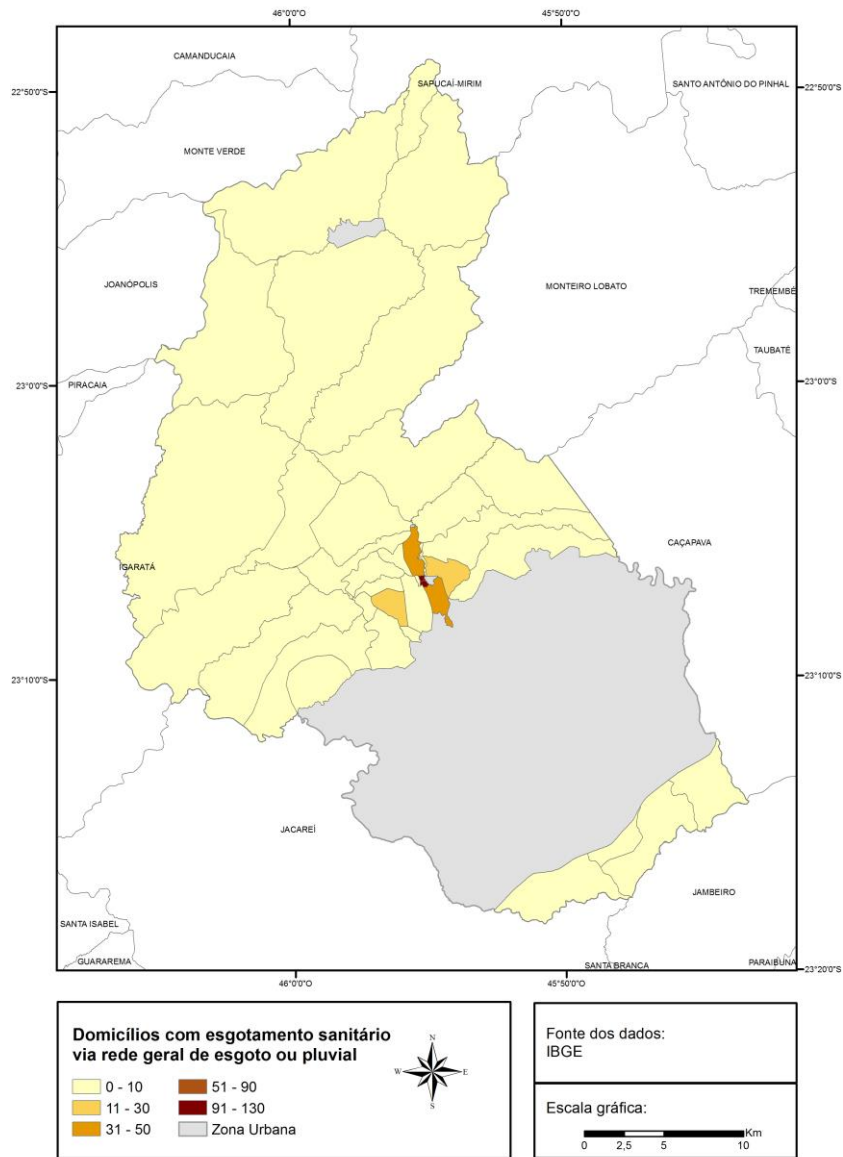 46°0'0"O 45°50'0"O
CAMANDUCAIA
SAPUCAÍ-MIRIM
SANTO ANTÔNIO DO PINHAL
22°50'0"S 22°50'0"S
MONTE VERDE
JOANÓPOLIS
MONTEIRO LOBATO
TREMEMBÉ
TAUBATÉ
PIRACAIA
23°0'0"S 23°0'0"S
CAÇAPAVA
IGARATÁ
23°10'0"S 23°10'0"S
JACAREÍ
JAMBEIRO
SANTA ISABEL
GUARAREMA
SANTA BRANCA
PARAIBUNA
23°20'0"S
46°0'0"O 45°50'0"O
Domicílios com esgotamento sanitário
via rede geral de esgoto ou pluvial
0 - 10
11 - 30
31 - 50
51 - 90
91 - 130
Zona Urbana
N
W E
S
Fonte dos dados:
IBGE
Escala gráfica:
Km
0 2,5 5 10